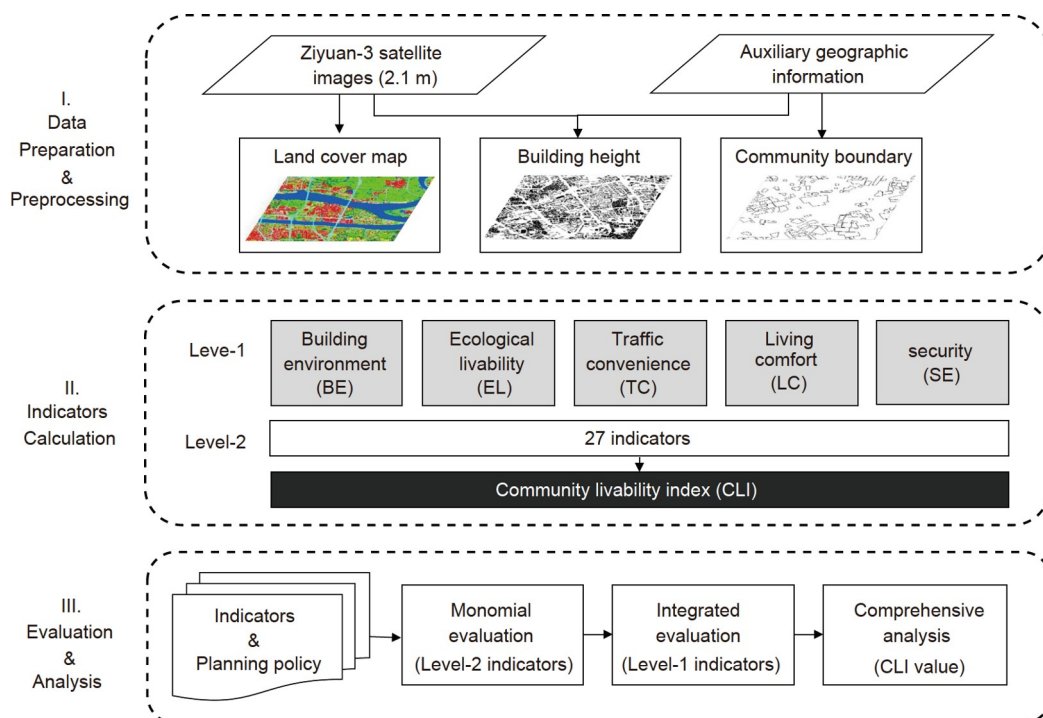 I.
Data
Preparation
&
Preprocessing
Ziyuan-3 satellite
images (2.1 m)
Auxiliary geographic
information
Land cover map
Building height
Community boundary
II.
Indicators
Calculation
Leve-1
Building
environment
(BE)
Ecological
livability
(EL)
Traffic
convenience
(TC)
Living
comfort
(LC)
security
(SE)
Level-2
27 indicators
Community livability index (CLI)
III.
Evaluation
&
Analysis
Indicators
&
Planning policy
Monomial
evaluation
(Level-2 indicators)
Integrated
evaluation
(Level-1 indicators)
Comprehensive
analysis
(CLI value)